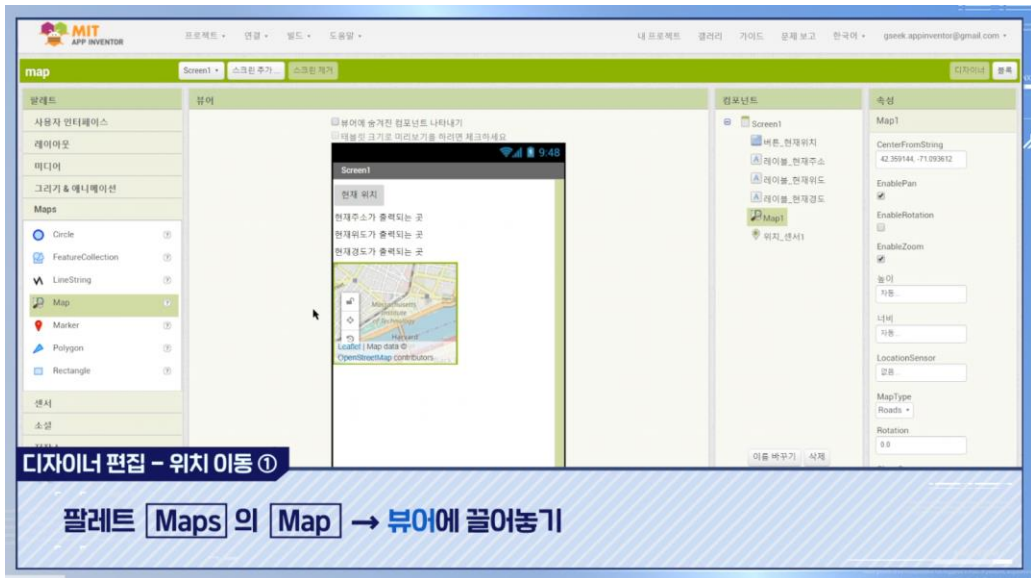 MIT
APP INVENTOR
프로젝트 연결 빌드 도움말 내 프로젝트 갤러리 가이드 문제 보고 한국어 gseek.appinventor@gmail.com
map Screen1 스크린 추가... 스크린 제거 디자이너 블록
팔레트 뷰어 컴포넌트 속성
사용자 인터페이스
레이아웃
미디어
그리기 & 애니메이션
Maps
Circle
FeatureCollection
LineString
Map
Marker
Polygon
Rectangle
센서
소셜
뷰어에 숨겨진 컴포넌트 나타내기
태블릿 크기로 미리보기를 하려면 체크하세요
9:48
Screen1
현재 위치
현재주소가 출력되는 곳
현재위도가 출력되는 곳
현재경도가 출력되는 곳
Massachusetts
Institute
of Technology
Harvard
Leaflet | Map data ©
OpenStreetMap contributors
Screen1
버튼_현재위치
레이블_현재주소
레이블_현재위도
레이블_현재경도
Map1
위치_센서1
이름 바꾸기 삭제
Map1
CenterFromString
42.359144, -71.093612
EnablePan
EnableRotation
EnableZoom
높이
자동...
너비
자동...
LocationSensor
없음...
MapType
Roads
Rotation
0.0
디자이너 편집 – 위치 이동 ①
팔레트 Maps 의 Map → 뷰어에 끌어놓기